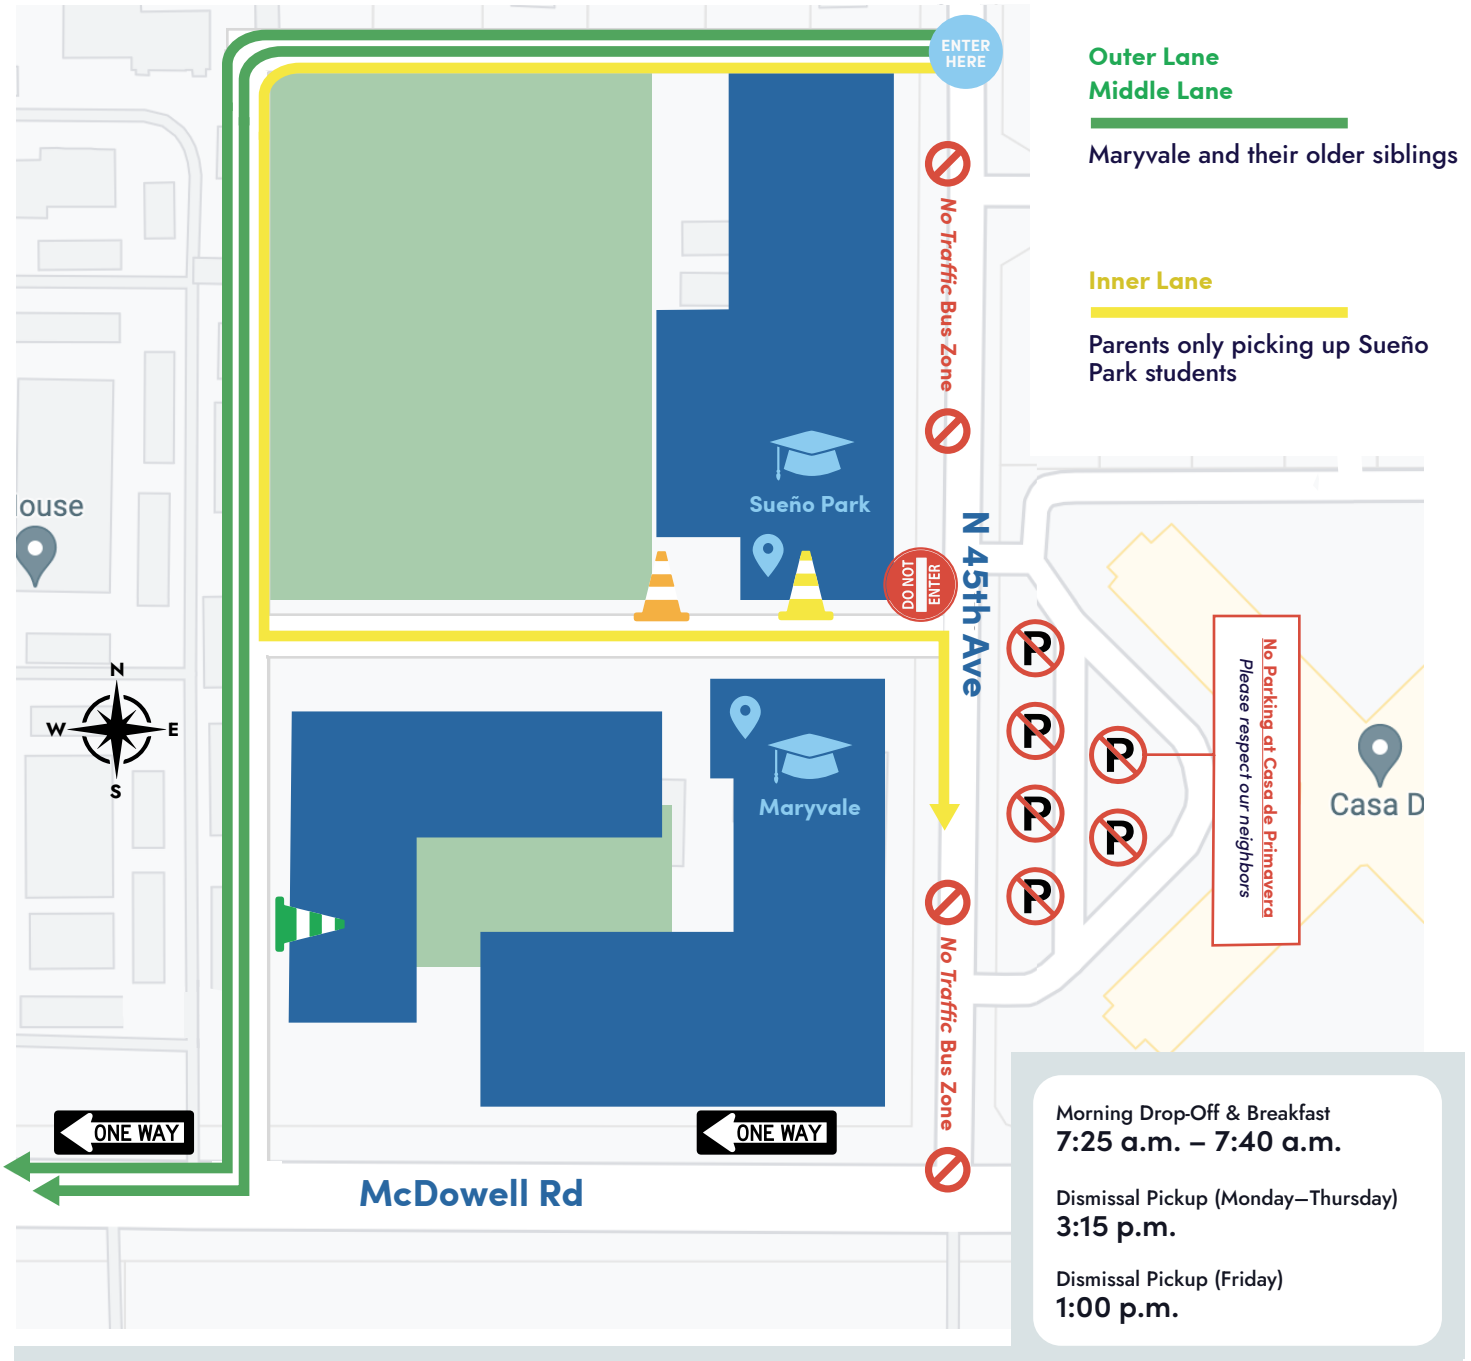 ENTER
HERE
Outer Lane
Middle Lane
Maryvale and their older siblings
Inner Lane
Parents only picking up Sueño
Park students
No Traffic Bus Zone
Sueño Park
ouse
N 45th Ave
DO NOT
ENTER
P
P
P
P
P
P
No Parking at Casa de Primavera
Please respect our neighbors
Casa D
N
W
E
S
Maryvale
No Traffic Bus Zone
ONE WAY
ONE WAY
McDowell Rd
Morning Drop-Off & Breakfast
7:25 a.m. – 7:40 a.m.
Dismissal Pickup (Monday–Thursday)
3:15 p.m.
Dismissal Pickup (Friday)
1:00 p.m.